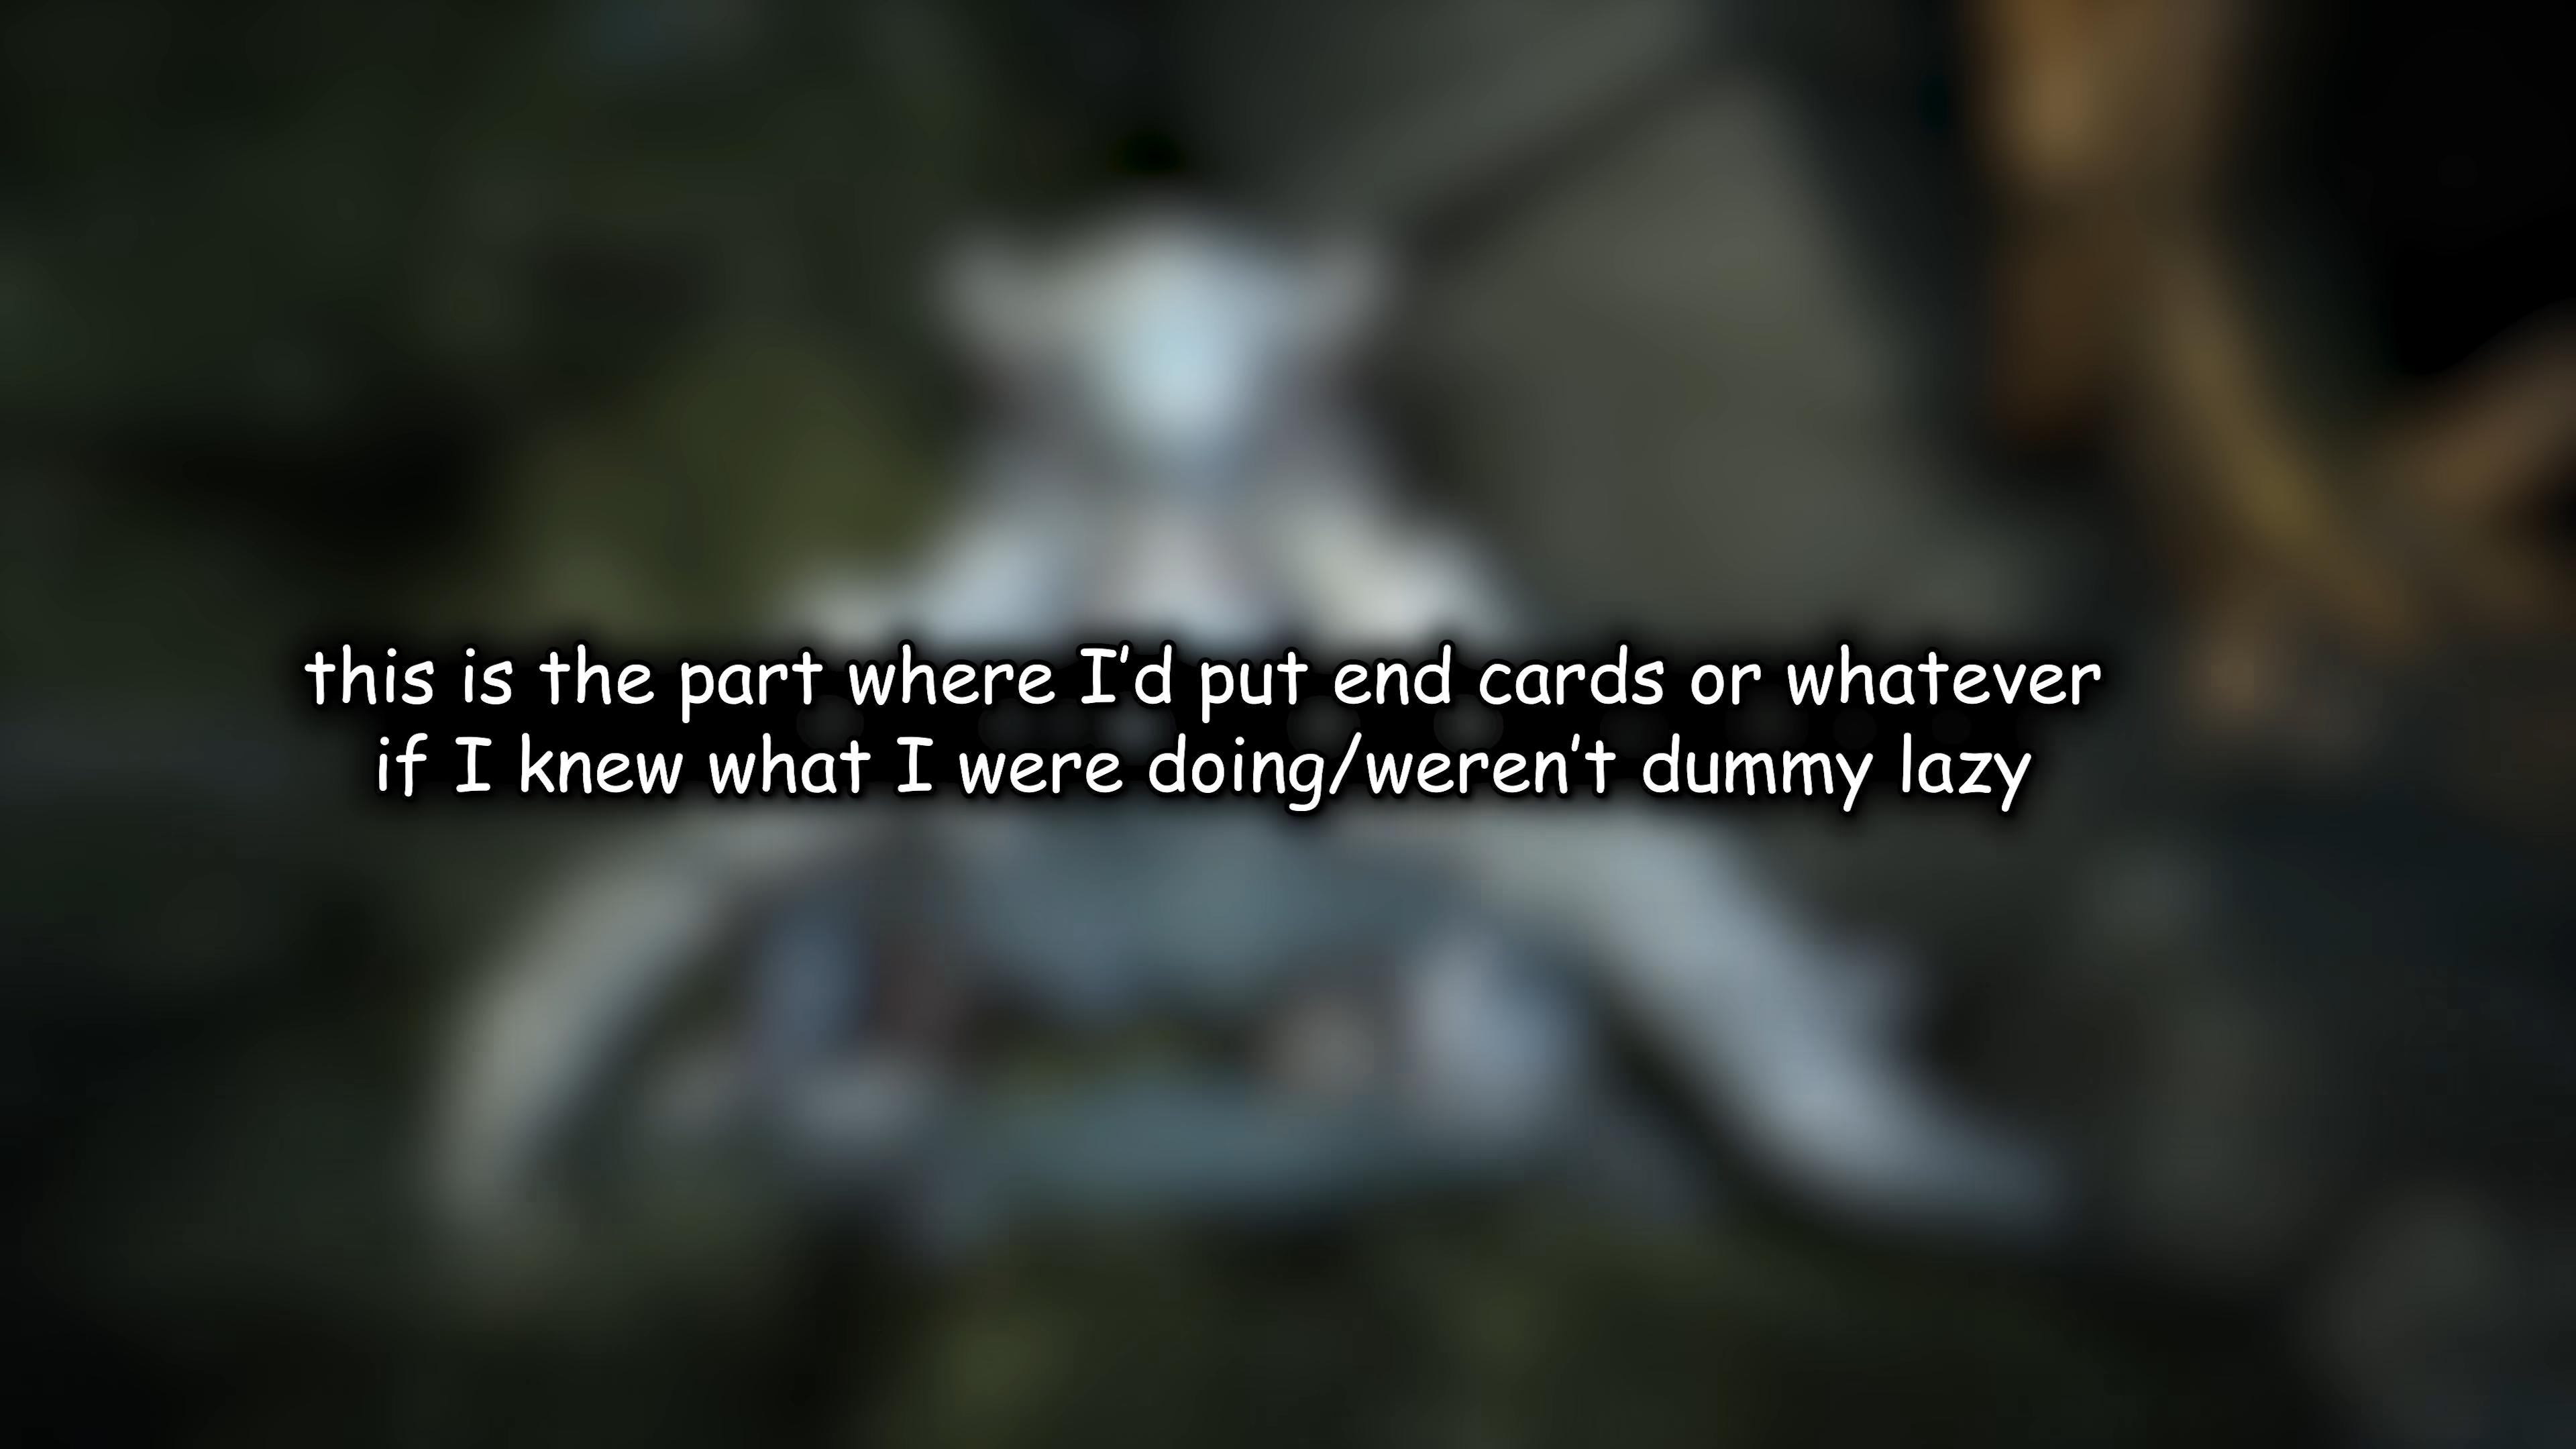 this is the part where I'd put end cards or whatever
if I knew what I were doing/weren't dummy lazy